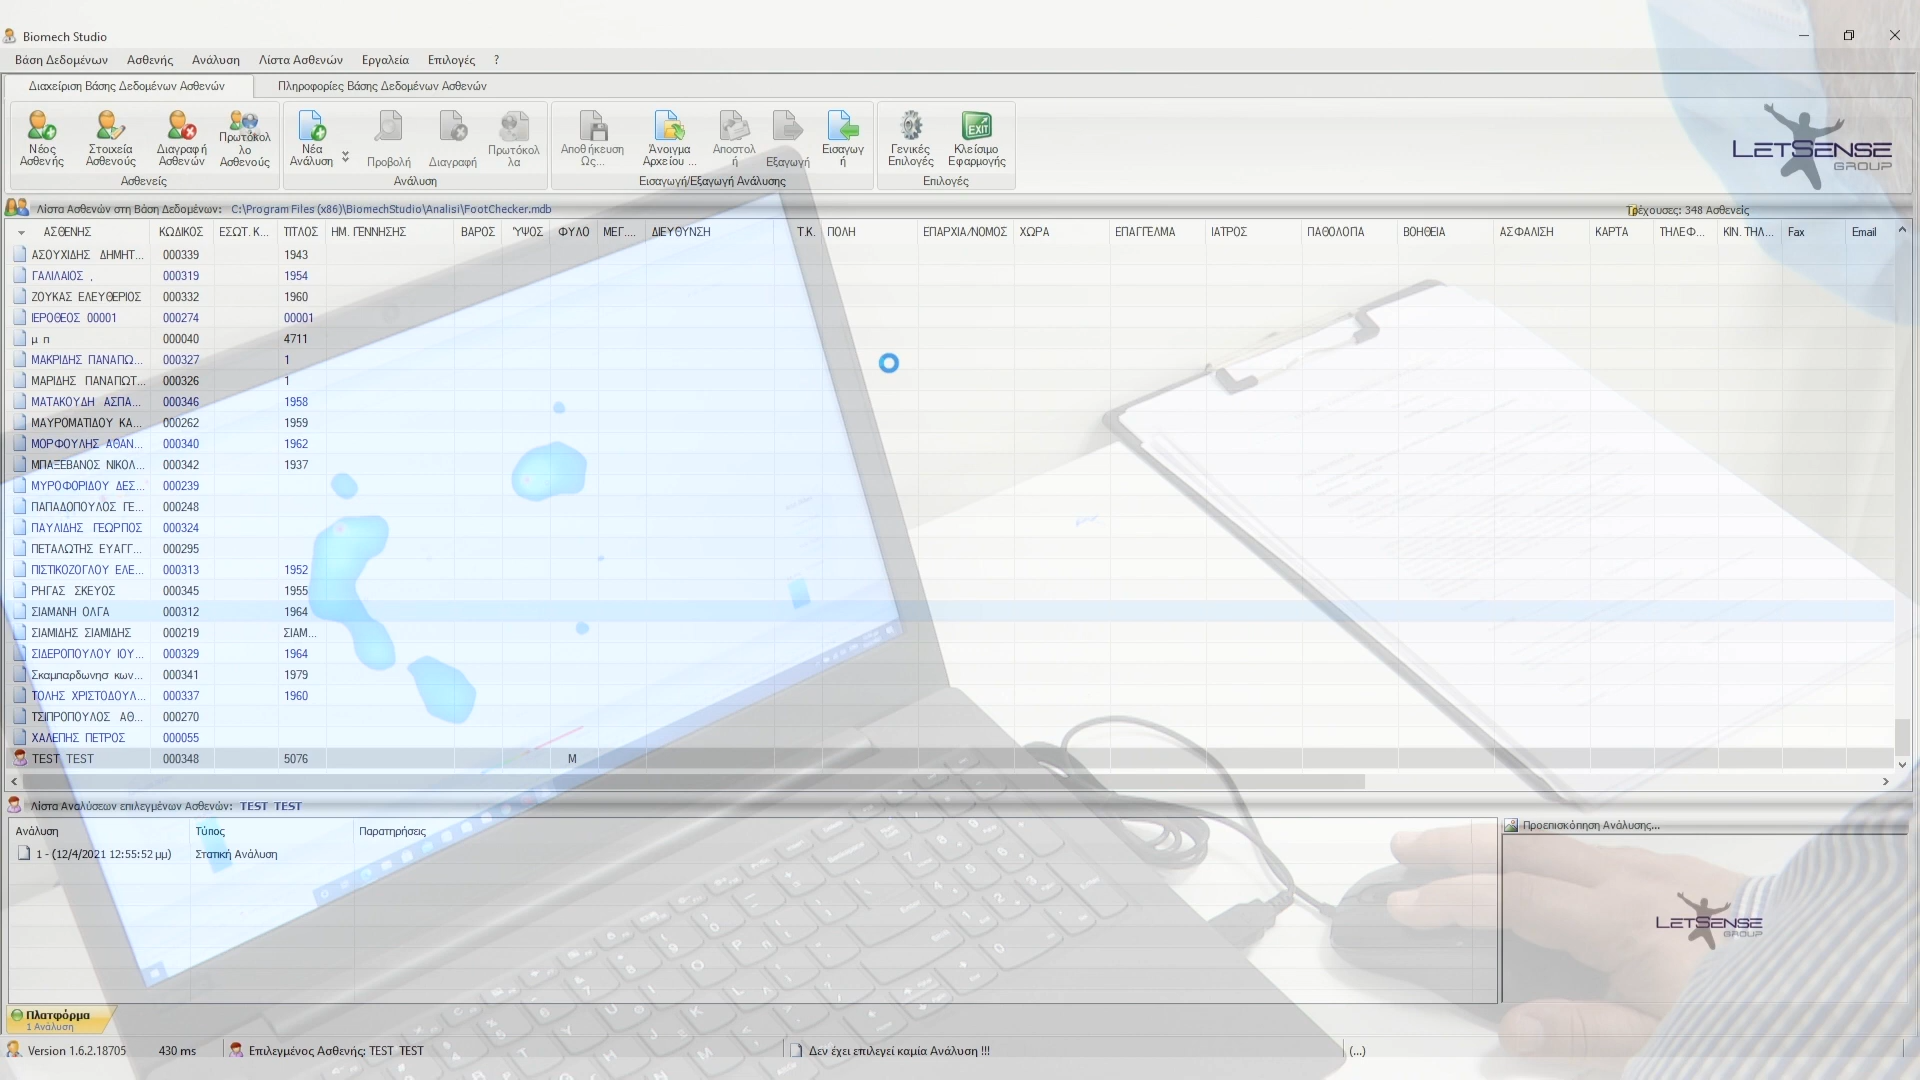 Biomech Studio
Βάση Δεδομένων Ασθενής Ανάλυση Λίστα Ασθενών Εργαλεία Επιλογές ?
Διαχείριση Βάσης Δεδομένων Ασθενών Πληροφορίες Βάσης Δεδομένων Ασθενών
Νέος Ασθενής
Στοιχεία Ασθενούς
Διαγραφή Ασθενών
Πρωτόκολλο Ασθενούς
Νέα Ανάλυση
Προβολή
Διαγραφή
Πρωτόκολλα
Αποθήκευση Ως...
Άνοιγμα Αρχείου ...
Αποστολή
Εξαγωγή
Εισαγωγή
Γενικές Επιλογές
EXIT
Κλείσιμο Εφαρμογής
Ασθενείς Ανάλυση Εισαγωγή/Εξαγωγή Ανάλυσης Επιλογές
LETSENSE
GROUP
Λίστα Ασθενών στη Βάση Δεδομένων: C:\Program Files (x86)\BiomechStudio\Analisi\FootChecker.mdb
Τρέχουσες: 348 Ασθενείς
ΑΣΘΕΝΗΣ ΚΩΔΙΚΟΣ ΕΣΩΤ. Κ... ΤΙΤΛΟΣ ΗΜ. ΓΕΝΝΗΣΗΣ ΒΑΡΟΣ ΎΨΟΣ ΦΥΛΟ ΜΕΓ.... ΔΙΕΥΘΥΝΣΗ Τ.Κ. ΠΟΛΗ ΕΠΑΡΧΙΑ/ΝΟΜΟΣ ΧΩΡΑ ΕΠΑΓΓΕΛΜΑ ΙΑΤΡΟΣ ΠΑΘΟΛΟΓΙΑ ΒΟΗΘΕΙΑ ΑΣΦΑΛΙΣΗ ΚΑΡΤΑ ΤΗΛΕΦ... ΚΙΝ. ΤΗΛ... Fax Email
ΑΣΟΥΧΙΔΗΣ ΔΗΜΗΤ... 000339 1943
ΓΑΛΙΛΑΙΟΣ . 000319 1954
ΖΟΥΚΑΣ ΕΛΕΥΘΕΡΙΟΣ 000332 1960
ΙΕΡΟΘΕΟΣ 00001 000274 00001
μ π 000040 4711
ΜΑΚΡΙΔΗΣ ΠΑΝΑΓΙΩ... 000327 1
ΜΑΡΙΔΗΣ ΠΑΝΑΓΙΩΤ... 000326 1
ΜΑΤΑΚΟΥΔΗ ΑΣΠΑ... 000346 1958
ΜΑΥΡΟΜΑΤΙΔΟΥ ΚΑ... 000262 1959
ΜΟΡΦΟΥΛΗΣ ΑΘΑΝ... 000340 1962
ΜΠΑΞΕΒΑΝΟΣ ΝΙΚΟΛ... 000342 1937
ΜΥΡΟΦΟΡΙΔΟΥ ΔΕΣ... 000239
ΠΑΠΑΔΟΠΟΥΛΟΣ ΓΕ... 000248
ΠΑΥΛΙΔΗΣ ΓΕΩΡΓΙΟΣ 000324
ΠΕΤΑΛΩΤΗΣ ΕΥΑΓΓ... 000295
ΠΙΣΤΙΚΟΖΟΓΛΟΥ ΕΛΕ... 000313 1952
ΡΗΓΑΣ ΣΚΕΥΟΣ 000345 1955
ΣΙΑΜΑΝΗ ΟΛΓΑ 000312 1964
ΣΙΑΜΙΔΗΣ ΣΙΑΜΙΔΗΣ 000219 ΣΙΑΜ...
ΣΙΔΕΡΟΠΟΥΛΟΥ ΙΟΥ... 000329 1964
Σκαμπαρδωνησ κων... 000341 1979
ΤΟΛΗΣ ΧΡΙΣΤΟΔΟΥΛ... 000337 1960
ΤΣΙΠΡΟΠΟΥΛΟΣ ΑΘ... 000270
ΧΑΛΕΠΗΣ ΠΕΤΡΟΣ 000055
TEST TEST 000348 5076 M
Λίστα Αναλύσεων επιλεγμένων Ασθενών: TEST TEST
Ανάλυση Τύπος Παρατηρήσεις
Προεπισκόπηση Ανάλυσης...
1 - (12/4/2021 12:55:52 μμ) Στατική Ανάλυση
LETSENSE
GROUP
Πλατφόρμα
1 Ανάλυση
Version 1.6.2.18705 430 ms Επιλεγμένος Ασθενής: TEST TEST Δεν έχει επιλεγεί καμία Ανάλυση !!! (...)